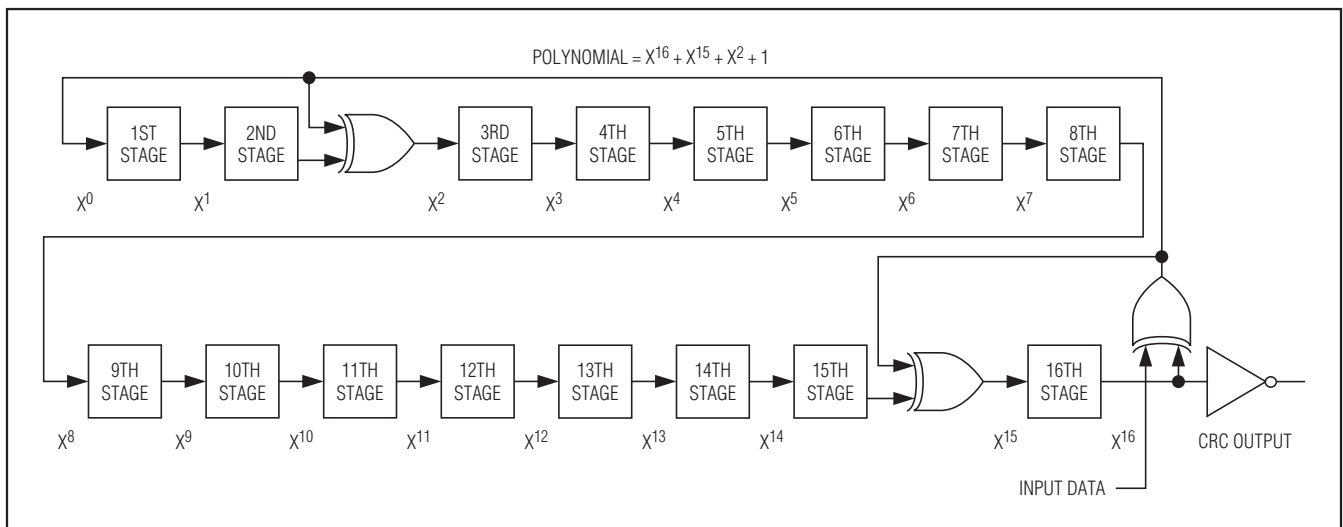 POLYNOMIAL = X16 + X15 + X2 + 1
1ST
STAGE
2ND
STAGE
3RD
STAGE
4TH
STAGE
5TH
STAGE
6TH
STAGE
7TH
STAGE
8TH
STAGE
X0
X1
X2
X3
X4
X5
X6
X7
9TH
STAGE
10TH
STAGE
11TH
STAGE
12TH
STAGE
13TH
STAGE
14TH
STAGE
15TH
STAGE
16TH
STAGE
X8
X9
X10
X11
X12
X13
X14
X15
X16
CRC OUTPUT
INPUT DATA